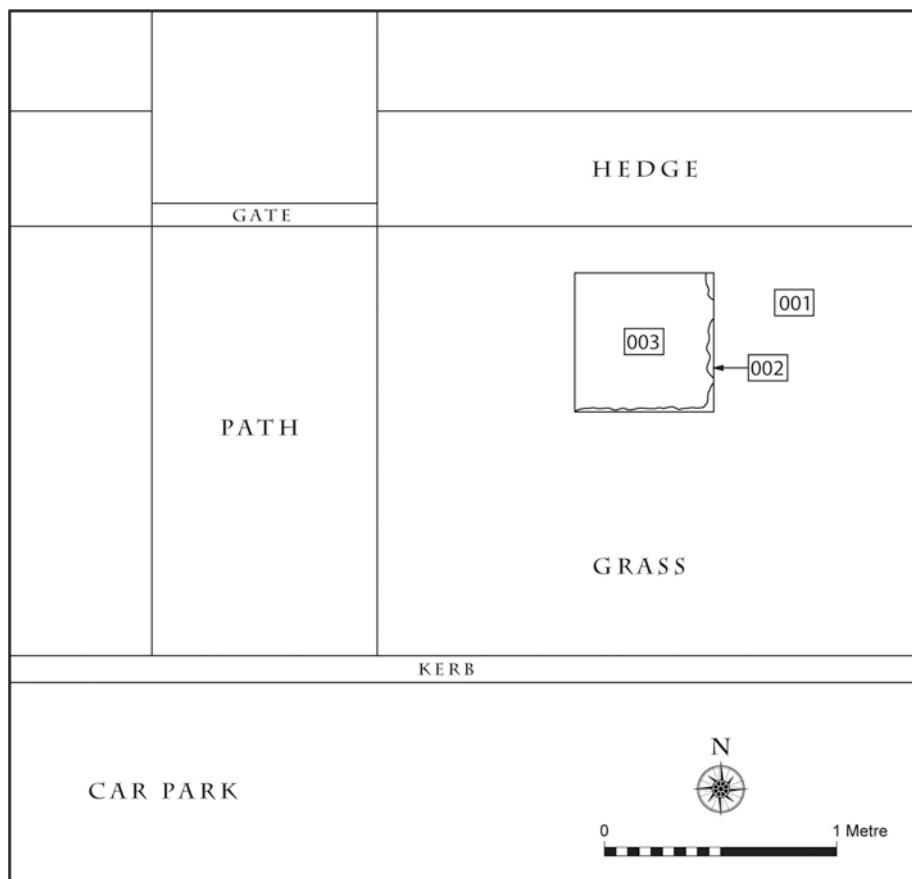 HEDGE
GATE
001
003
002
PATH
GRASS
KERB
N
CAR PARK
0 1 Metre